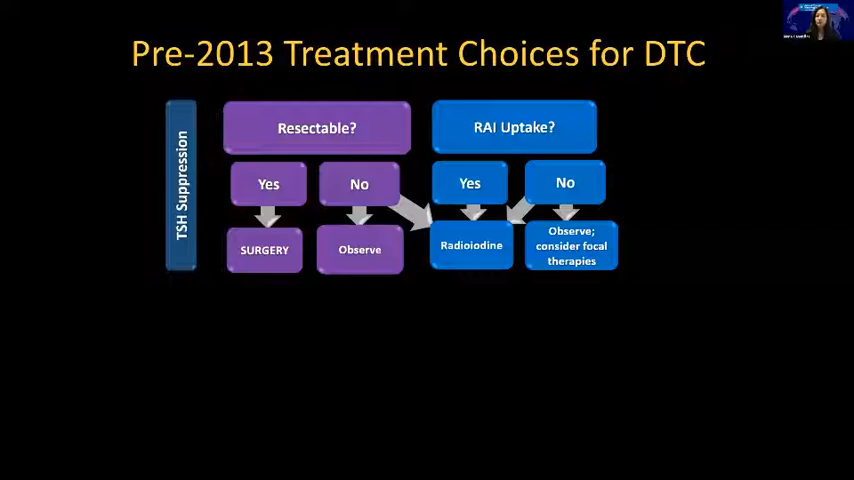 Pre-2013 Treatment Choices for DTC
TSH Suppression
Resectable?
RAI Uptake?
Yes
No
Yes
No
SURGERY
Observe
Radioiodine
Observe;
consider focal
therapies